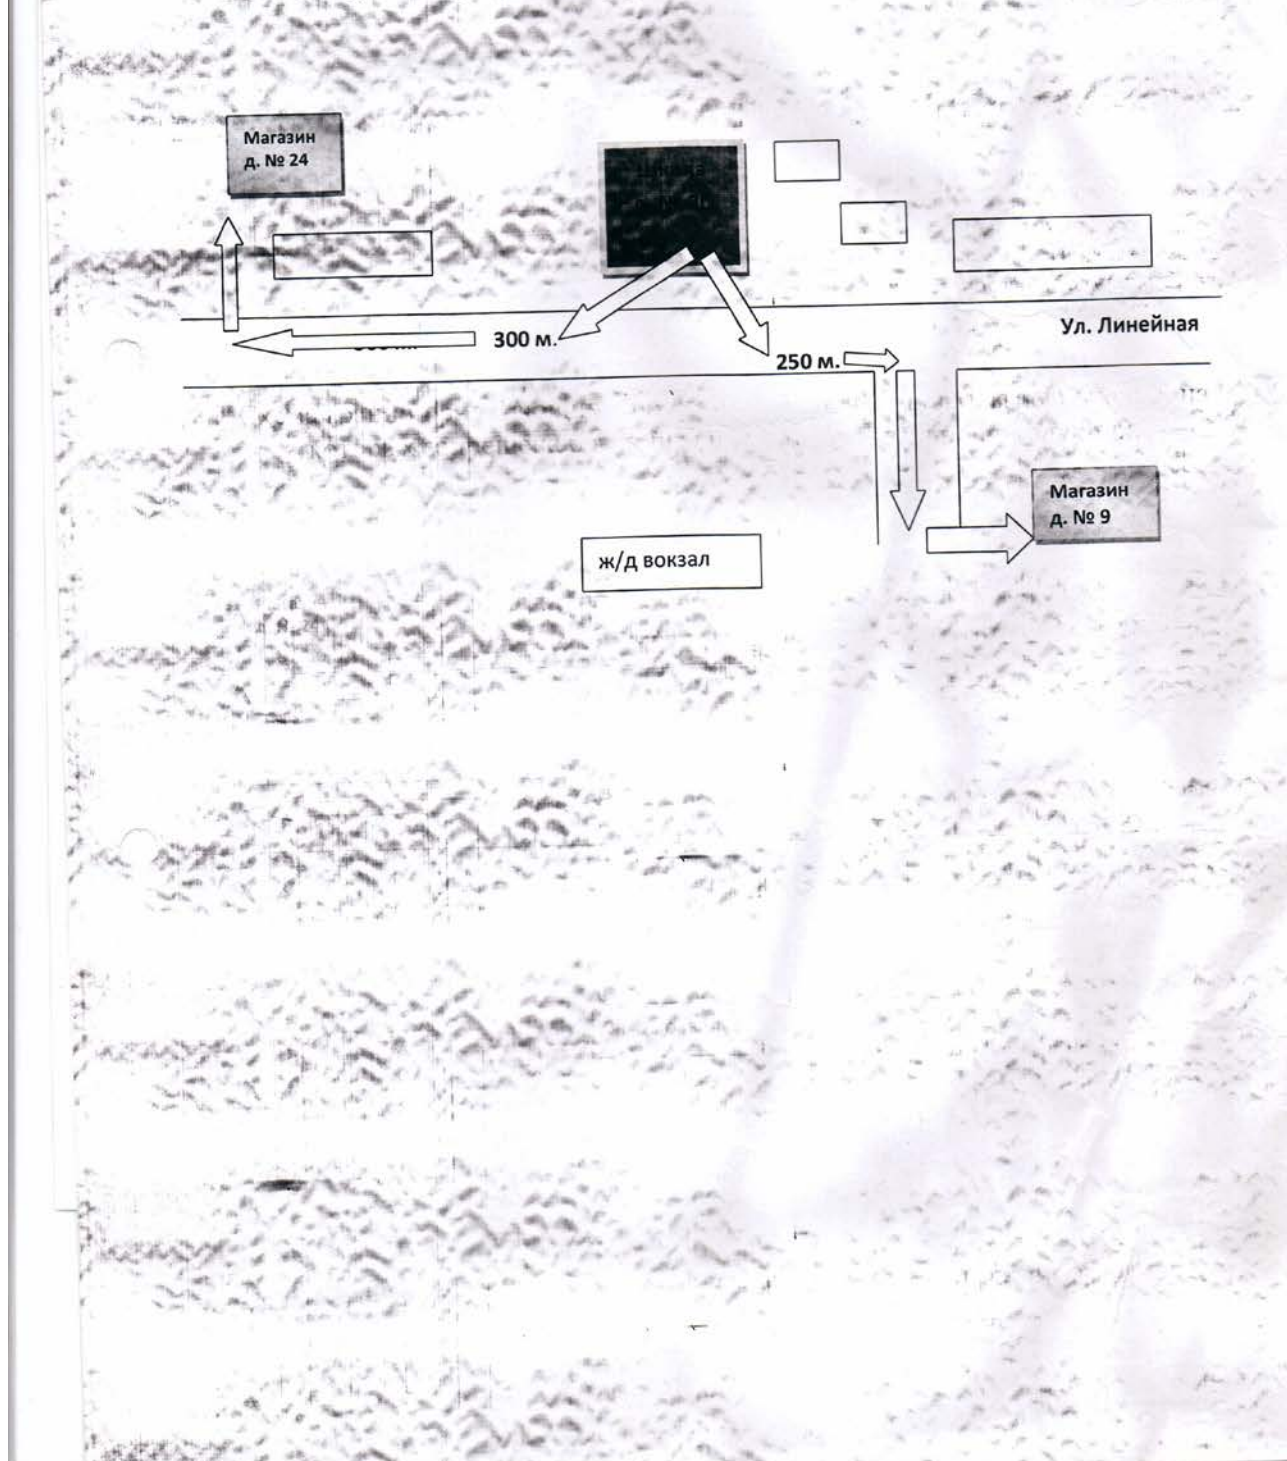 Магазин
д. № 24
Ул. Линейная
300 м.
250 м.
Магазин
д. № 9
ж/д вокзал